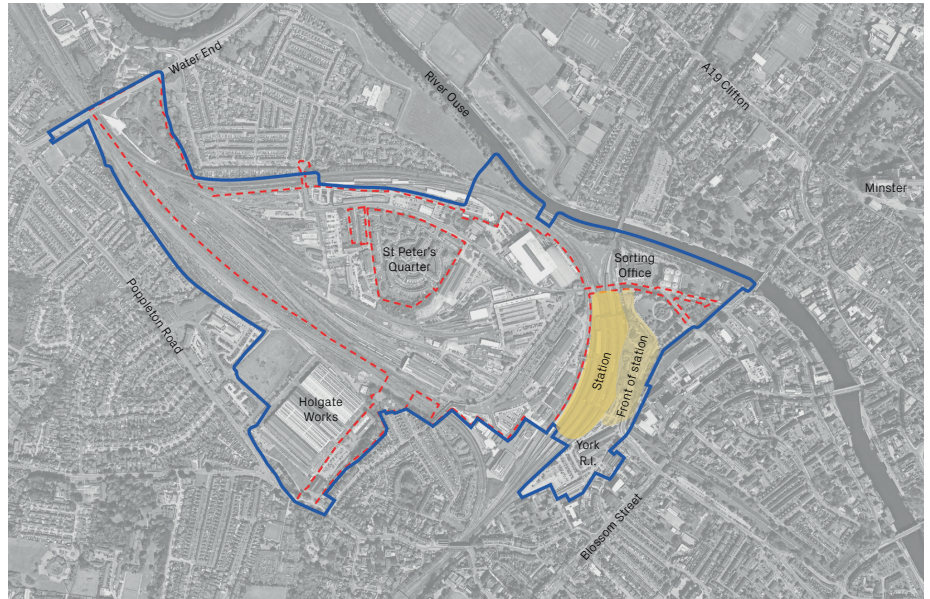 Water End
River Ouse
A19 Clifton
Minster
St Peter's
Quarter
Sorting
Office
Poppleton Road
Station
Front of station
Holgate
Works
York
R.I.
Blossom Street